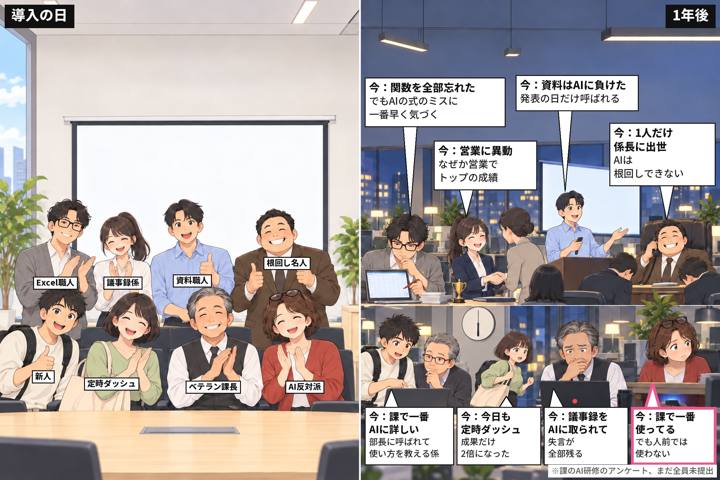 導入の日
Excel職人
議事録係
資料職人
根回し名人
新人
定時ダッシュ
ベテラン課長
AI反対派
1年後
今：関数を全部忘れた
でもAIの式のミスに
一番早く気づく
今：営業に異動
なぜか営業で
トップの成績
今：資料はAIに負けた
発表の日だけ呼ばれる
今：1人だけ
係長に出世
AIは
根回しできない
今：課で一番
AIに詳しい
部長に呼ばれて
使い方を教える係
今：今日も
定時ダッシュ
成果だけ
2倍になった
今：議事録を
AIに取られて
失言が
全部残る
今：課で一番
使ってる
でも人前では
使わない
※課のAI研修のアンケート、まだ全員未提出